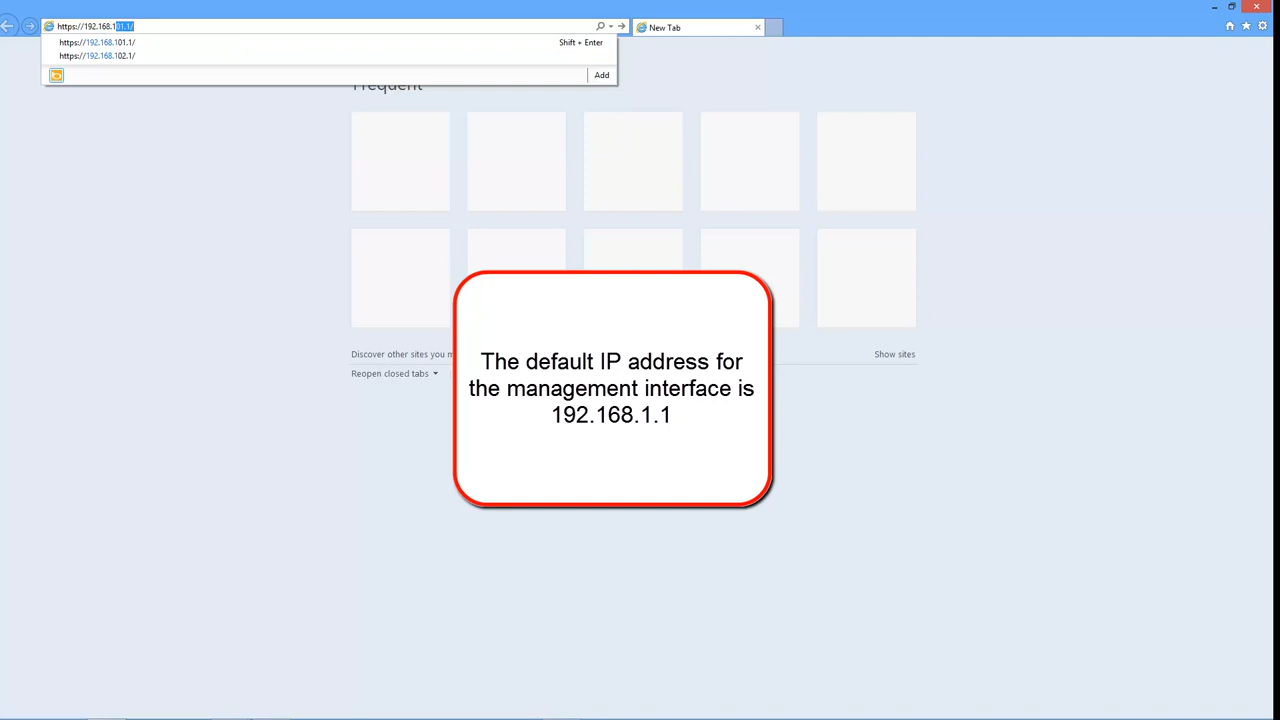 https://192.168.101.1/
New Tab
https://192.168.101.1/ Shift + Enter
https://192.168.102.1/
Add
Frequent
The default IP address for
the management interface is
192.168.1.1
Discover other sites you m
Show sites
Reopen closed tabs